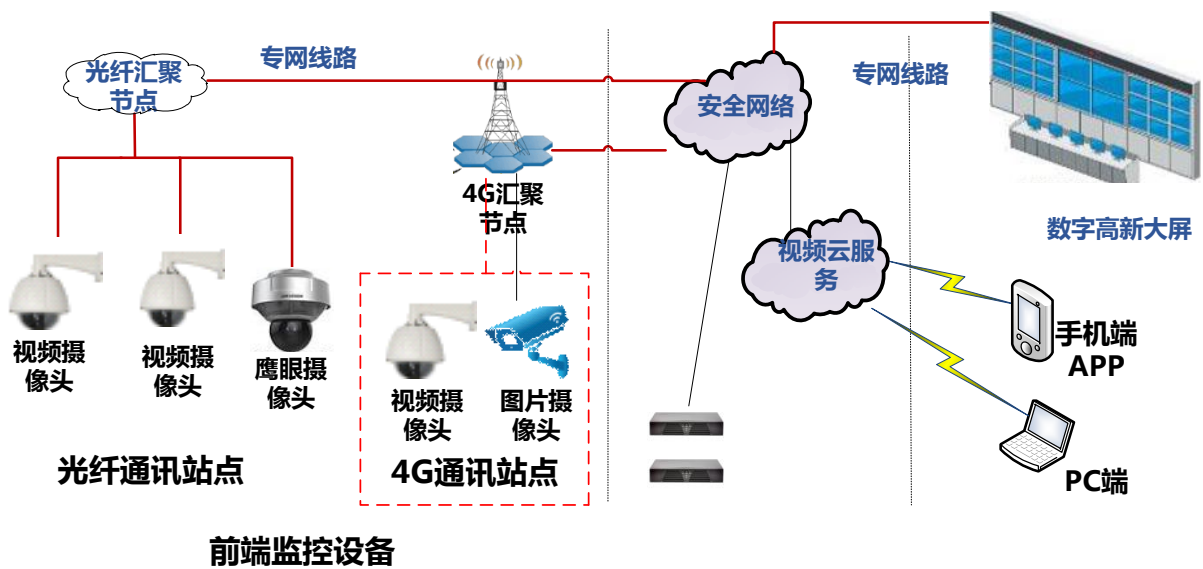 专网线路
光纤汇聚
节点
安全网络
专网线路
4G汇聚
节点
数字高新大屏
视频云服
务
视频摄
像头
视频摄
像头
鹰眼摄
像头
视频摄
像头
图片摄
像头
手机端
APP
光纤通讯站点
4G通讯站点
PC端
前端监控设备